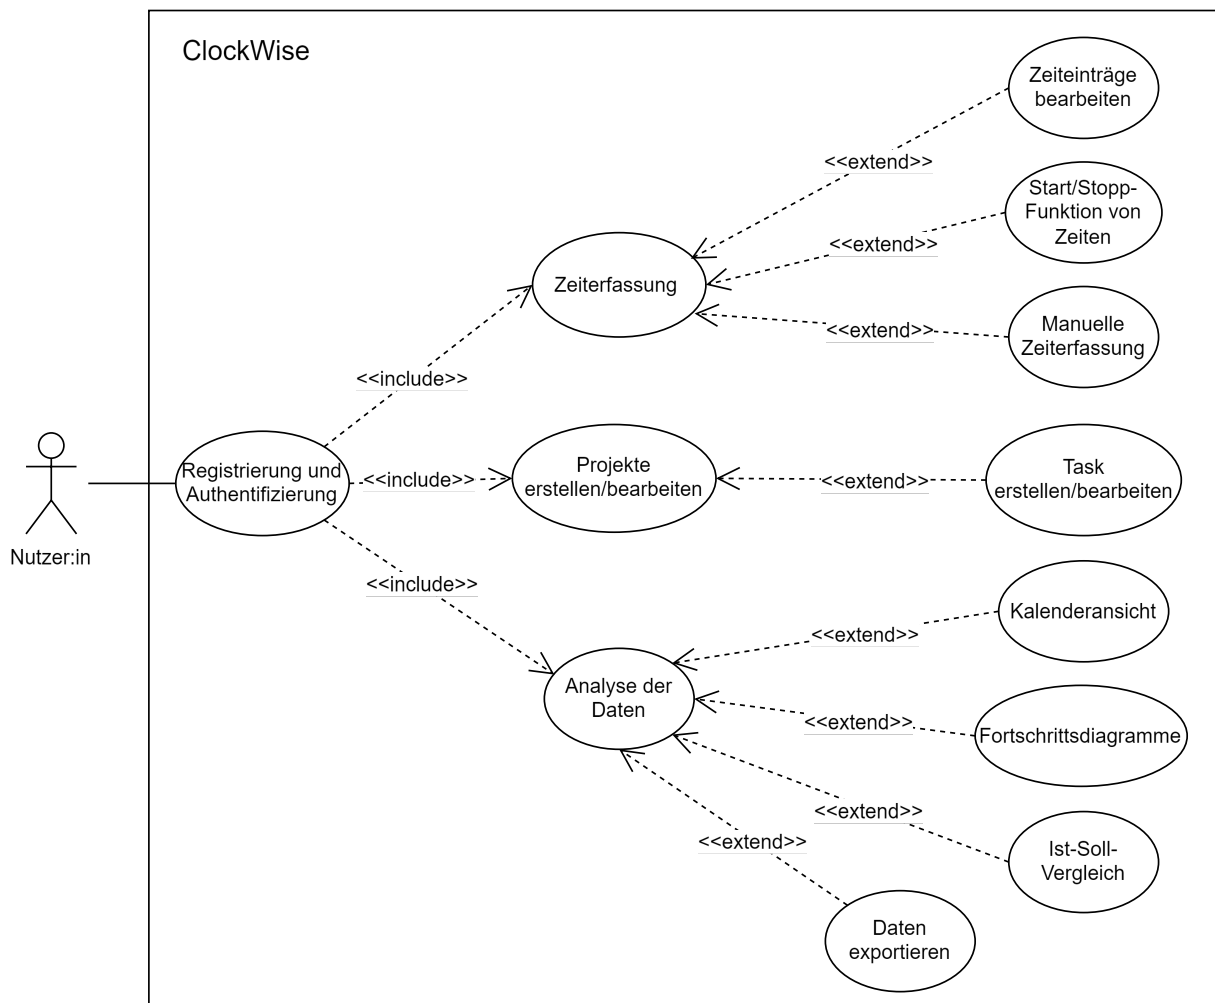 ClockWise
Zeiteinträge
bearbeiten
<<extend>>
Start/Stopp-
Funktion von
Zeiten
<<extend>>
Zeiterfassung
Manuelle
Zeiterfassung
<<extend>>
<<include>>
Registrierung und
Authentifizierung
<<include>>
Projekte
erstellen/bearbeiten
<<extend>>
Task
erstellen/bearbeiten
Nutzer:in
<<include>>
Kalenderansicht
<<extend>>
Analyse der
Daten
<<extend>>
Fortschrittsdiagramme
<<extend>>
<<extend>>
Ist-Soll-
Vergleich
Daten
exportieren